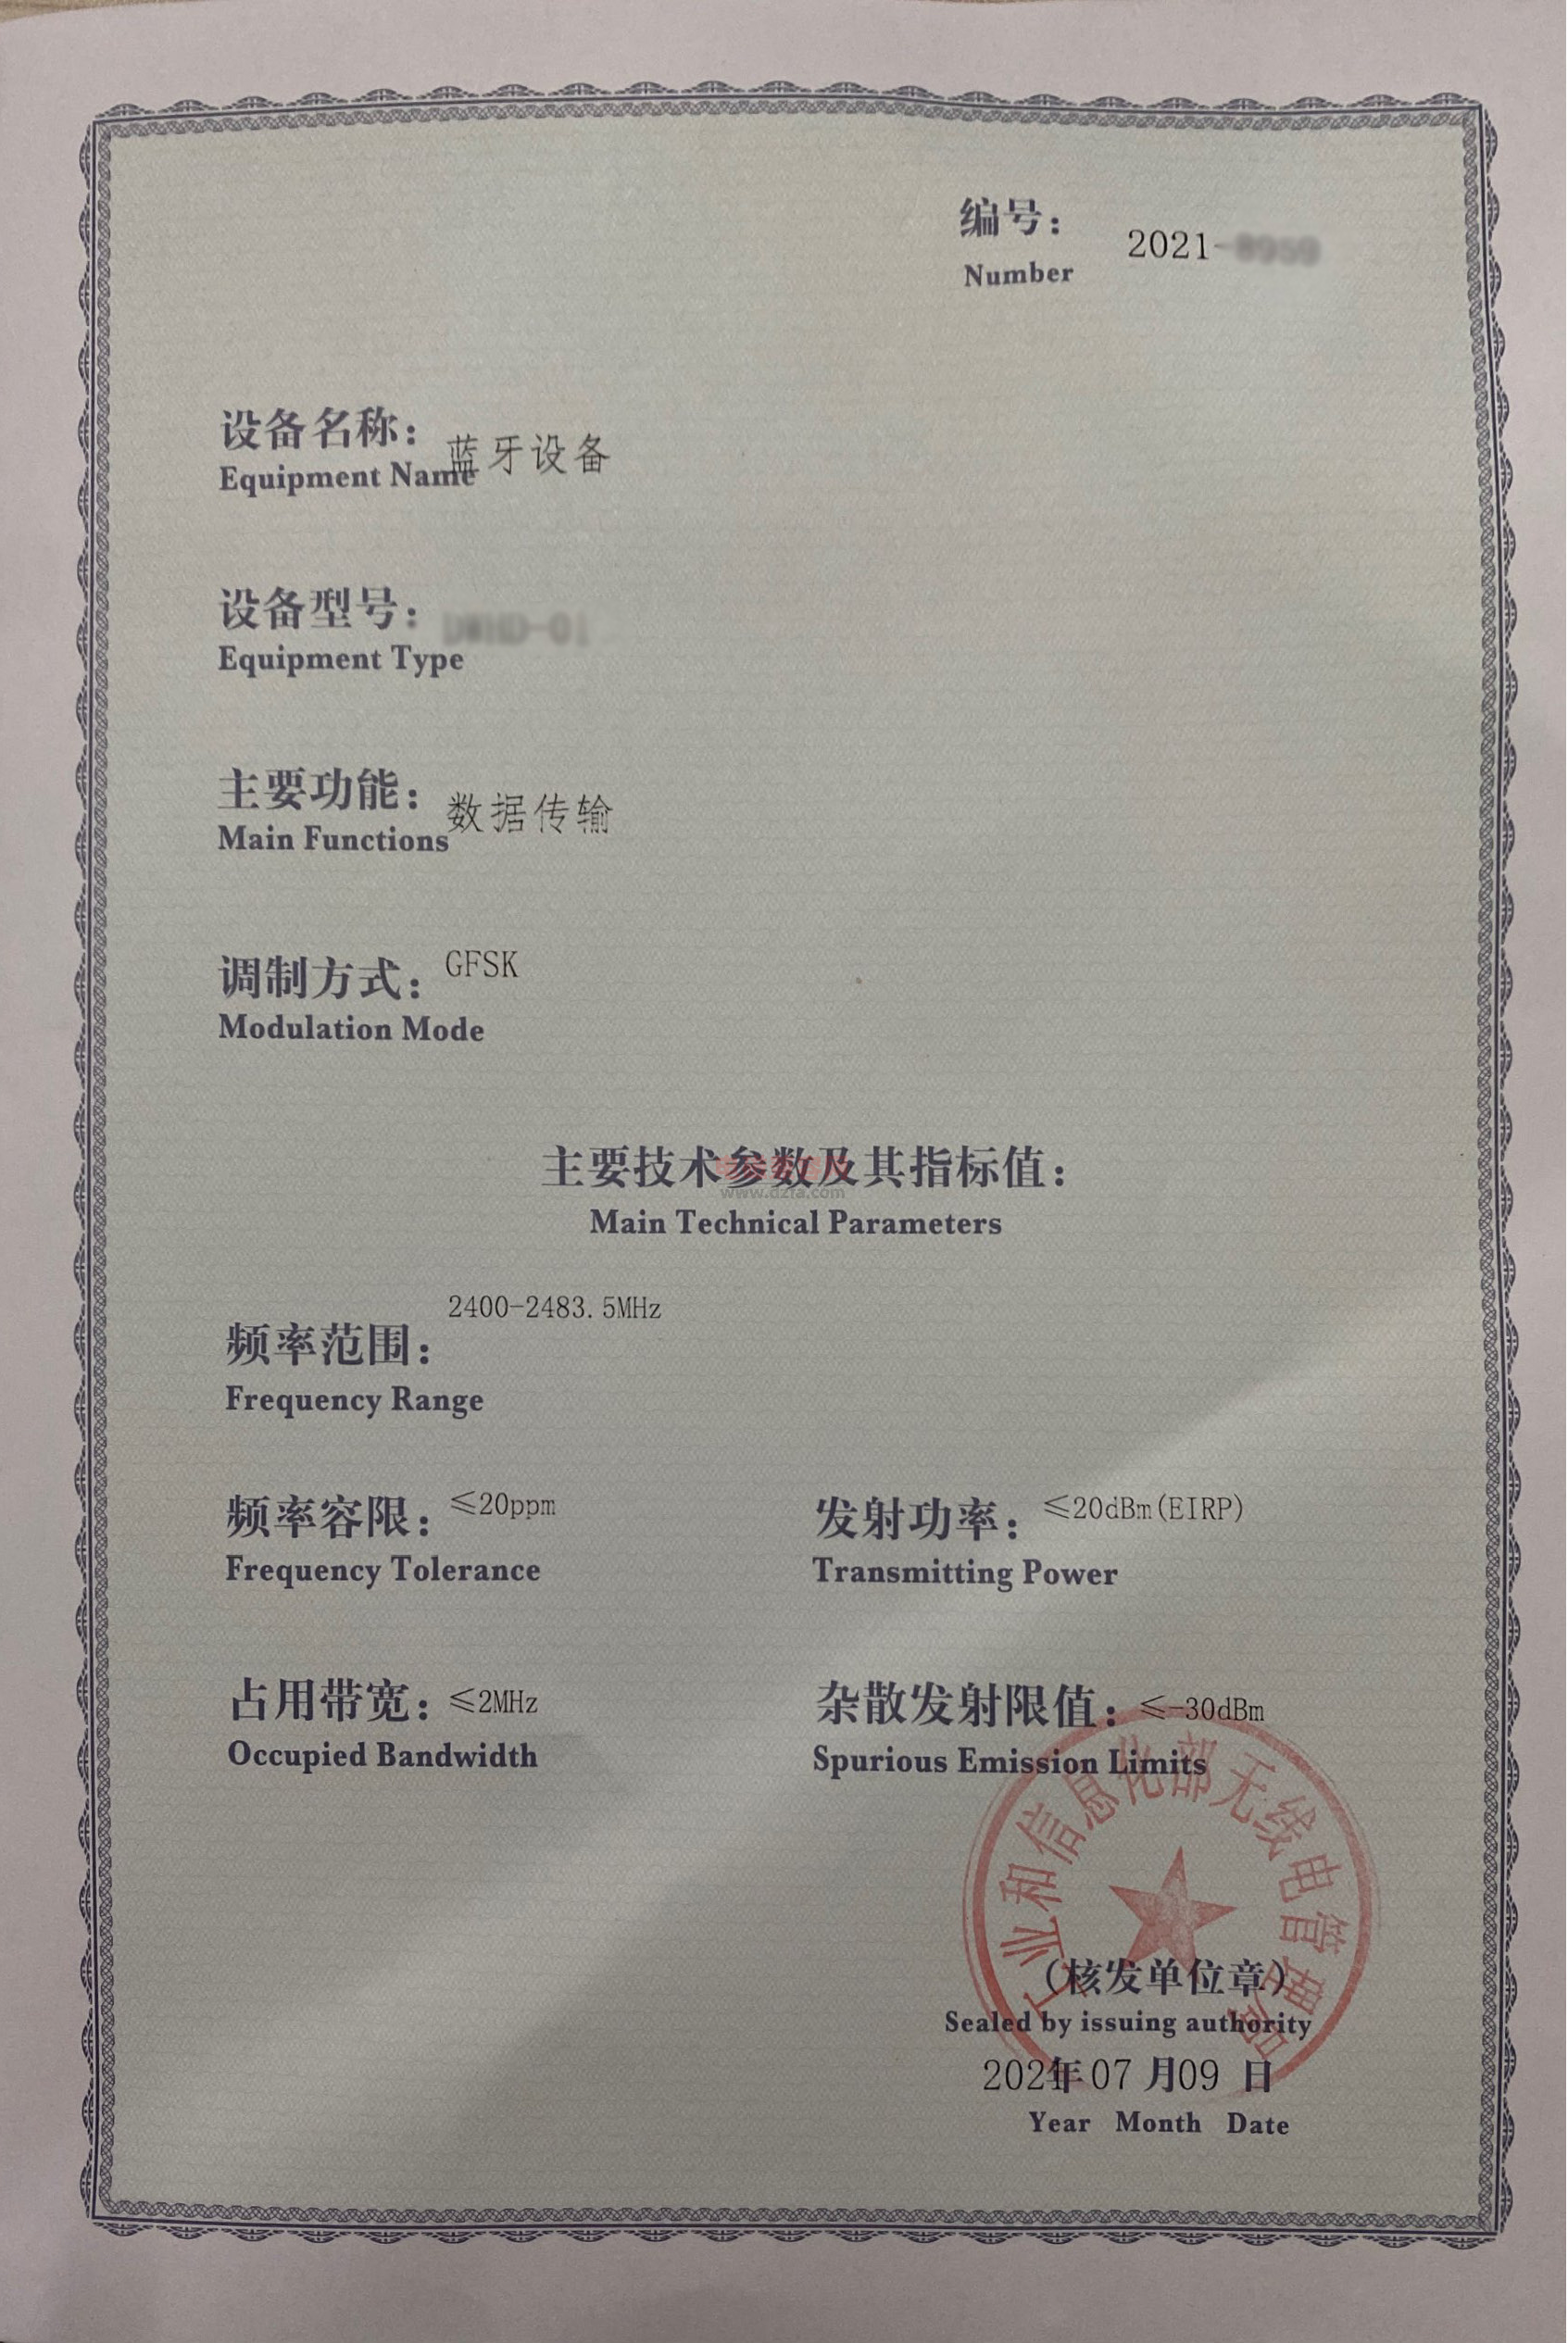 编号：
2021-
Number
设备名称：
蓝牙设备
Equipment Name
设备型号：
Equipment Type
主要功能：
数据传输
Main Functions
调制方式：
GFSK
Modulation Mode
主要技术参数及其指标值：
www.dzfa.com
Main Technical Parameters
2400-2483.5MHz
频率范围：
Frequency Range
频率容限：
≤20ppm
Frequency Tolerance
发射功率：
≤20dBm(EIRP)
Transmitting Power
占用带宽：
≤2MHz
Occupied Bandwidth
杂散发射限值：
≤-30dBm
Spurious Emission Limits
工业和信息化部无线电管理局
（核发单位章）
Sealed by issuing authority
2021年07月09日
Year Month Date